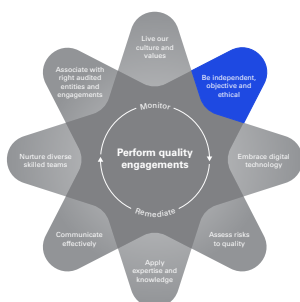 Live our
culture and
values
Be independent,
objective and
ethical
Embrace digital
technology
Assess risks
to quality
Apply
expertise and
knowledge
Communicate
effectively
Nurture diverse
skilled teams
Associate with
right audited
entities and
engagements
Monitor
Perform quality
engagements
Remediate